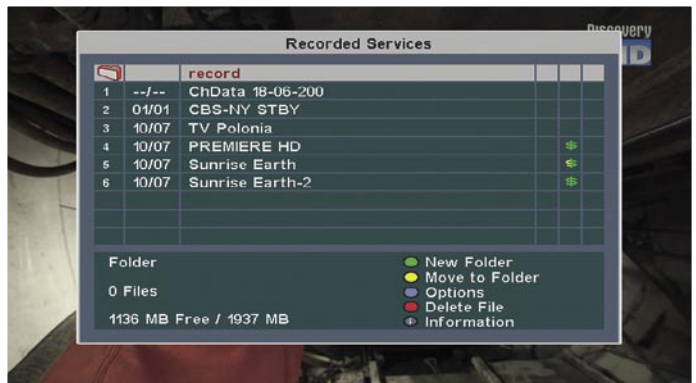 Discovery
HD
Recorded Services
record
1 --/-- ChData 18-06-200
2 01/01 CBS-NY STBY
3 10/07 TV Polonia
4 10/07 PREMIERE HD $
5 10/07 Sunrise Earth $
6 10/07 Sunrise Earth-2 $
Folder
New Folder
Move to Folder
0 Files
Options
Delete File
1136 MB Free / 1937 MB
Information